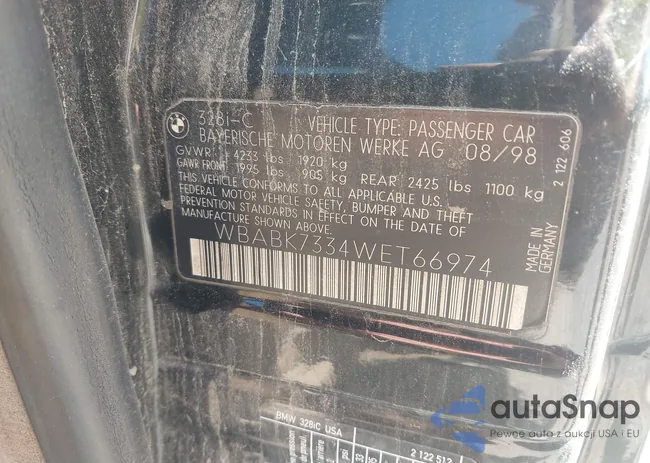 328i-C VEHICLE TYPE: PASSENGER CAR
BAYERISCHE MOTOREN WERKE AG 08/98
GVWR 4233 lbs 1920 kg
GAWR FRONT 1995 lbs 905 kg REAR 2425 lbs 1100 kg
THIS VEHICLE CONFORMS TO ALL APPLICABLE U.S.
FEDERAL MOTOR VEHICLE SAFETY, BUMPER AND THEFT
PREVENTION STANDARDS IN EFFECT ON THE DATE OF
MANUFACTURE SHOWN ABOVE.
WBABK7334WET66974
MADE IN
GERMANY
2 122 606
BMW 328iC USA
2 122 512
autoSnap
Pewne auto z aukcji USA i EU